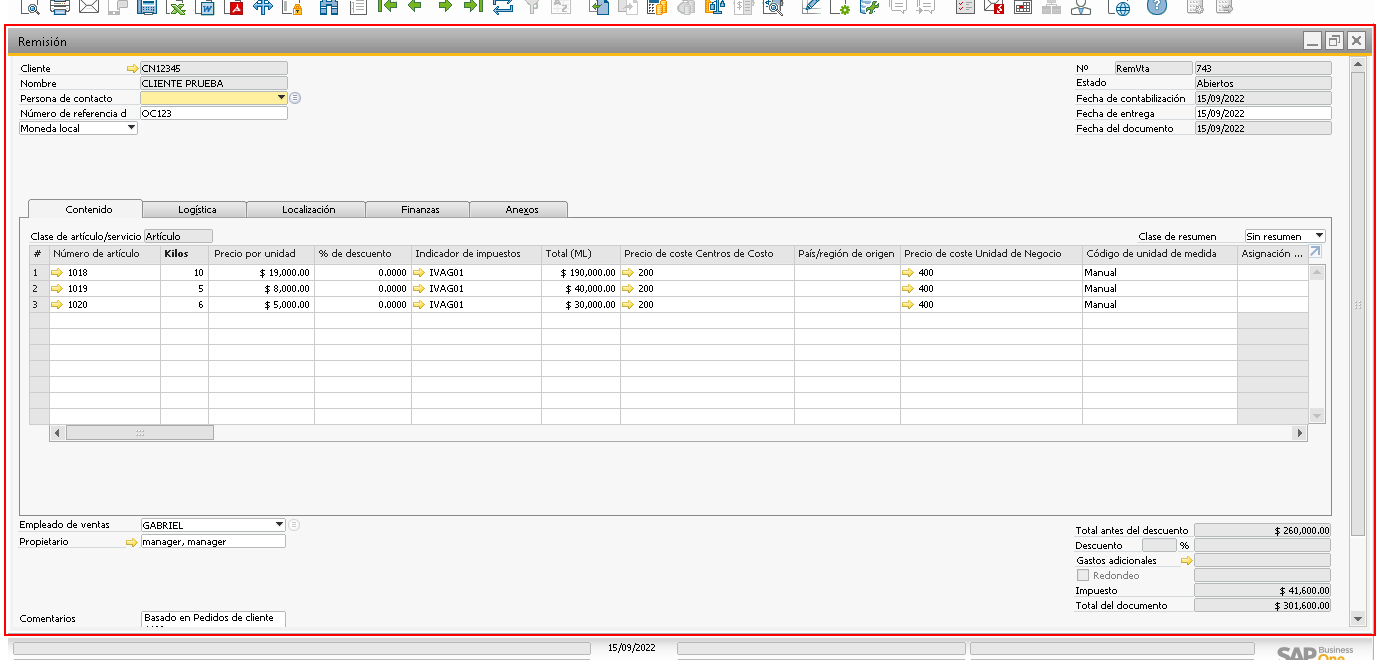 Remisión
Cliente CN12345
Nombre CLIENTE PRUEBA
Persona de contacto
Número de referencia d OC123
Moneda local
Nº RemVta 743
Estado Abiertos
Fecha de contabilización 15/09/2022
Fecha de entrega 15/09/2022
Fecha del documento 15/09/2022
Contenido Logística Localización Finanzas Anexos
Clase de artículo/servicio Artículo Clase de resumen Sin resumen
# Número de artículo Kilos Precio por unidad % de descuento Indicador de impuestos Total (ML) Precio de coste Centros de Costo País/región de origen Precio de coste Unidad de Negocio Código de unidad de medida Asignación ...
1 1018 10 $ 19,000.00 0.0000 IVAG01 $ 190,000.00 200 400 Manual
2 1019 5 $ 8,000.00 0.0000 IVAG01 $ 40,000.00 200 400 Manual
3 1020 6 $ 5,000.00 0.0000 IVAG01 $ 30,000.00 200 400 Manual
Empleado de ventas GABRIEL
Propietario manager, manager
Comentarios Basado en Pedidos de cliente
Total antes del descuento $ 260,000.00
Descuento %
Gastos adicionales
Redondeo
Impuesto $ 41,600.00
Total del documento $ 301,600.00
15/09/2022
SAP Business
One